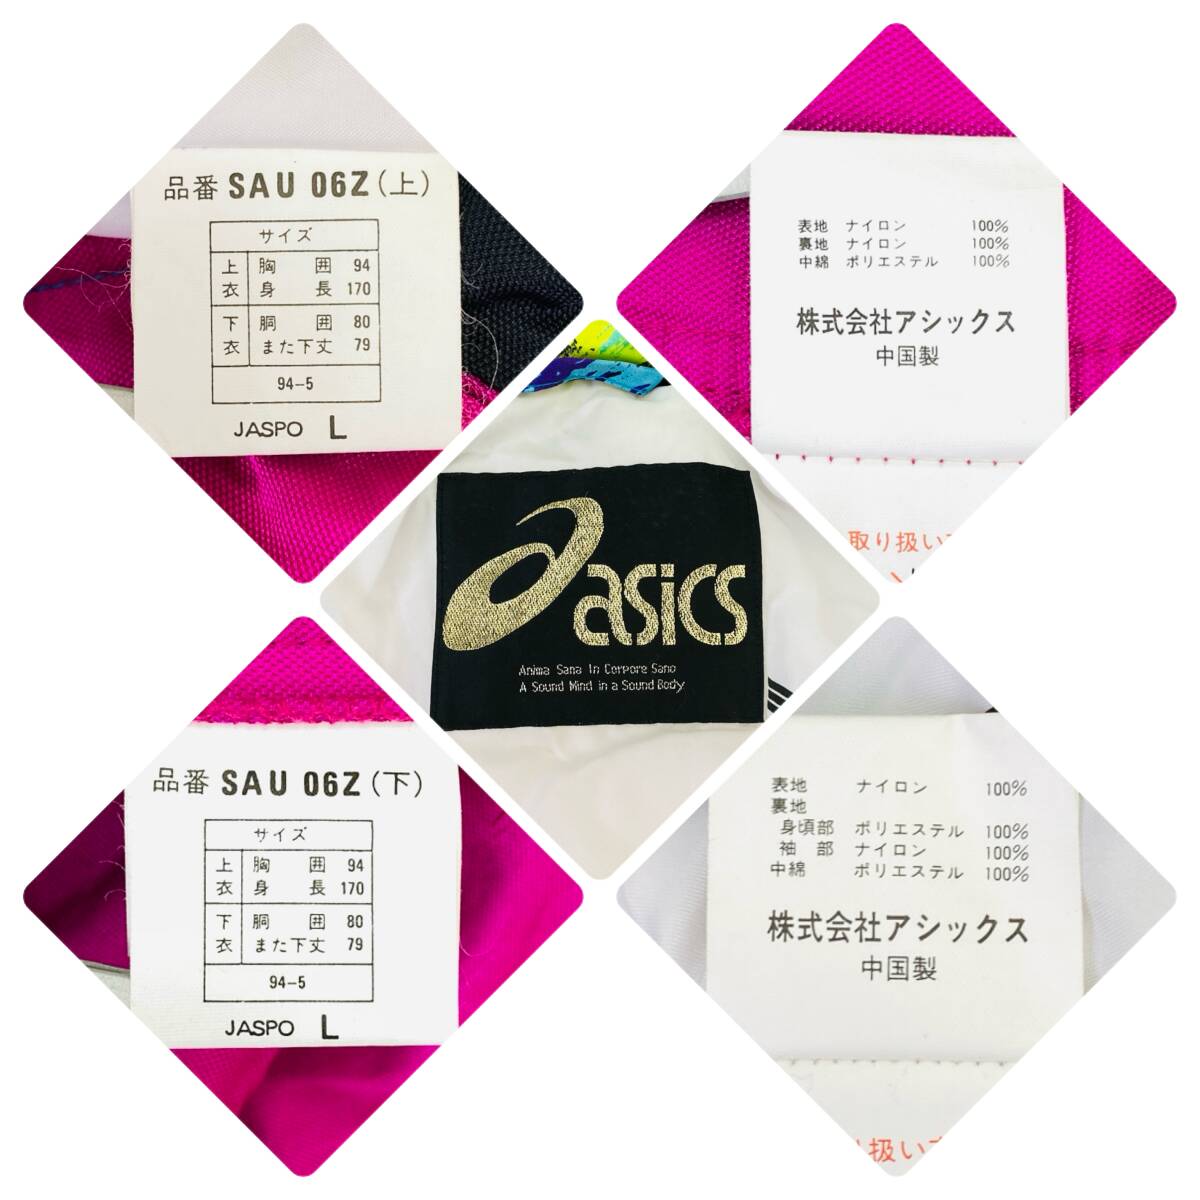 品番 SAU 06Z (上)
サイズ
上衣 胸囲 94
身長 170
下衣 胴囲 80
また下丈 79
94-5
JASPO L
表地 ナイロン 100%
裏地 ナイロン 100%
中綿 ポリエステル 100%
株式会社アシックス
中国製
取り扱い
asics
Anima Sana In Corpore Sano
A Sound Mind in a Sound Body
品番 SAU 06Z (下)
サイズ
上衣 胸囲 94
身長 170
下衣 胴囲 80
また下丈 79
94-5
JASPO L
表地 ナイロン 100%
裏地
身頃部 ポリエステル 100%
袖部 ナイロン 100%
中綿 ポリエステル 100%
株式会社アシックス
中国製
り扱い